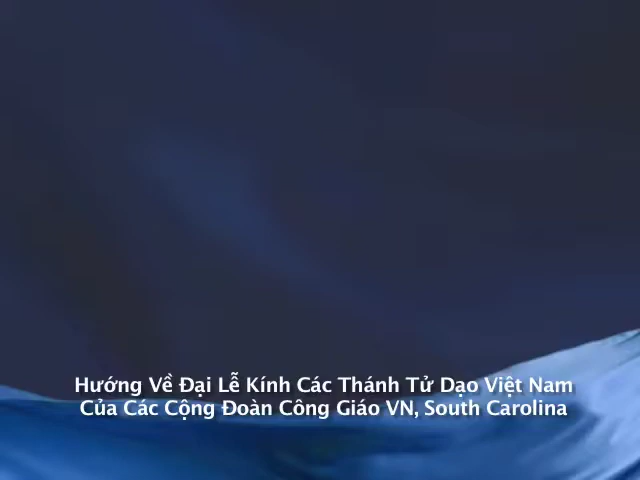 Hướng Về Đại Lễ Kính Các Thánh Tử Dạo Việt Nam
Của Các Cộng Đoàn Công Giáo VN, South Carolina